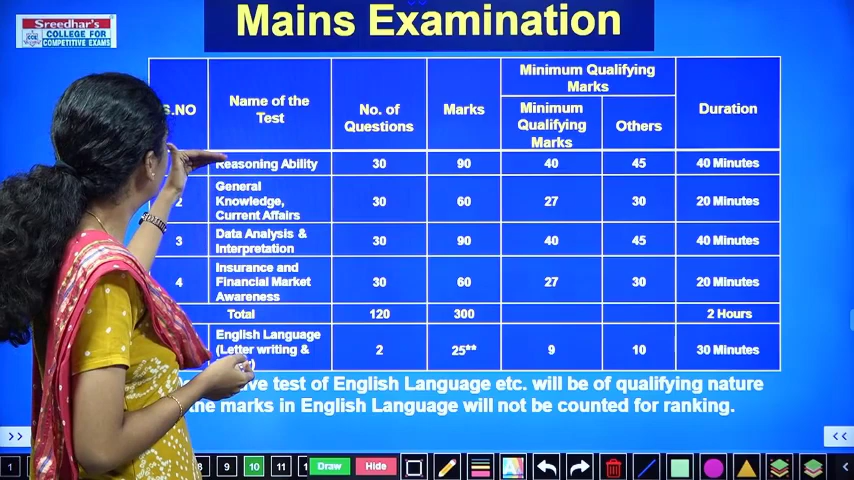 Sreedhar's
CCE
COLLEGE FOR
COMPETITIVE EXAMS
Mains Examination
S.NO
Name of the
Test
No. of
Questions
Marks
Minimum Qualifying
Marks
Minimum
Qualifying
Marks
Others
Duration
Reasoning Ability 30 90 40 45 40 Minutes
2 General
Knowledge,
Current Affairs
30 60 27 30 20 Minutes
3 Data Analysis &
Interpretation
30 90 40 45 40 Minutes
4 Insurance and
Financial Market
Awareness
30 60 27 30 20 Minutes
Total 120 300 2 Hours
English Language
(Letter writing &
2 25** 9 10 30 Minutes
test of English Language etc. will be of qualifying nature
the marks in English Language will not be counted for ranking.
>>
<<
1
8 9 10 11 Draw Hide
A
<